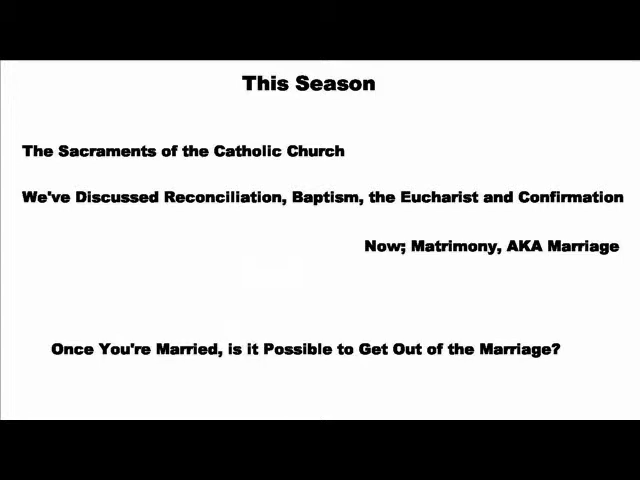 This Season
The Sacraments of the Catholic Church
We've Discussed Reconciliation, Baptism, the Eucharist and Confirmation
Now; Matrimony, AKA Marriage
Once You're Married, is it Possible to Get Out of the Marriage?